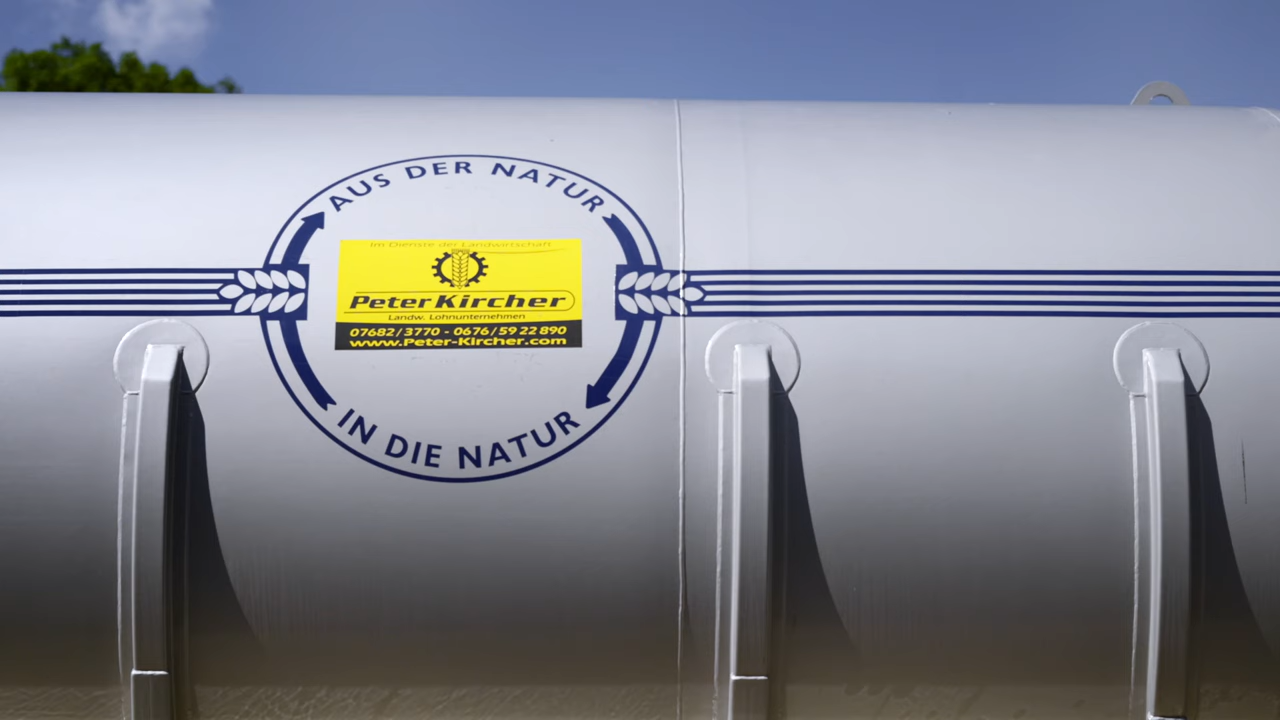 AUS DER NATUR
Im Dienste der Landwirtschaft
Peter Kircher
Landw. Lohnunternehmen
07682/3770 - 0676/59 22 890
www.Peter-Kircher.com
IN DIE NATUR